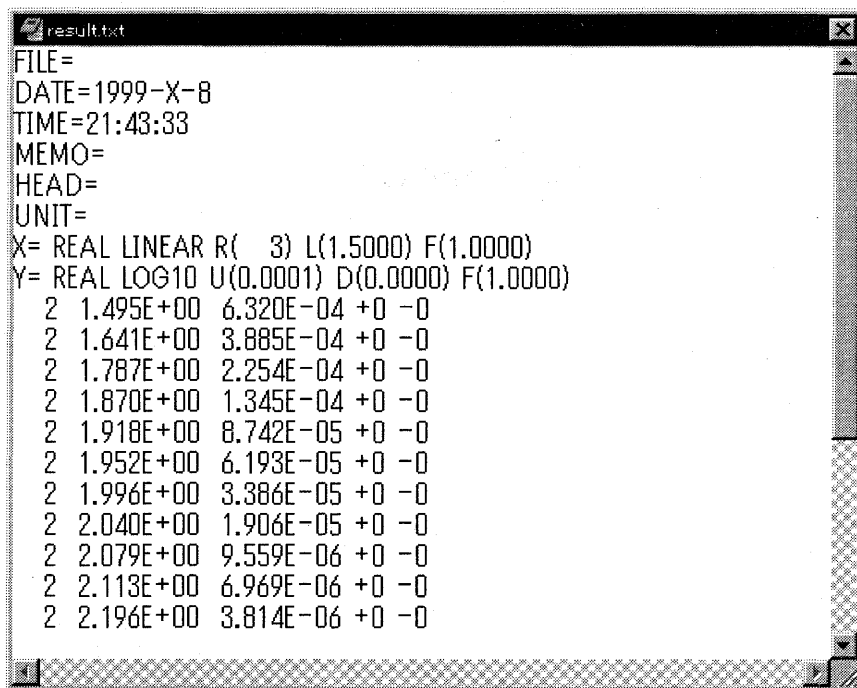 result.txt
FILE=
DATE=1999-X-8
TIME=21:43:33
MEMO=
HEAD=
UNIT=
X= REAL LINEAR R(   3) L(1.5000) F(1.0000)
Y= REAL LOG10 U(0.0001) D(0.0000) F(1.0000)
2 1.495E+00 6.320E-04 +0 -0
2 1.641E+00 3.885E-04 +0 -0
2 1.787E+00 2.254E-04 +0 -0
2 1.870E+00 1.345E-04 +0 -0
2 1.918E+00 8.742E-05 +0 -0
2 1.952E+00 6.193E-05 +0 -0
2 1.996E+00 3.386E-05 +0 -0
2 2.040E+00 1.906E-05 +0 -0
2 2.079E+00 9.559E-06 +0 -0
2 2.113E+00 6.969E-06 +0 -0
2 2.196E+00 3.814E-06 +0 -0